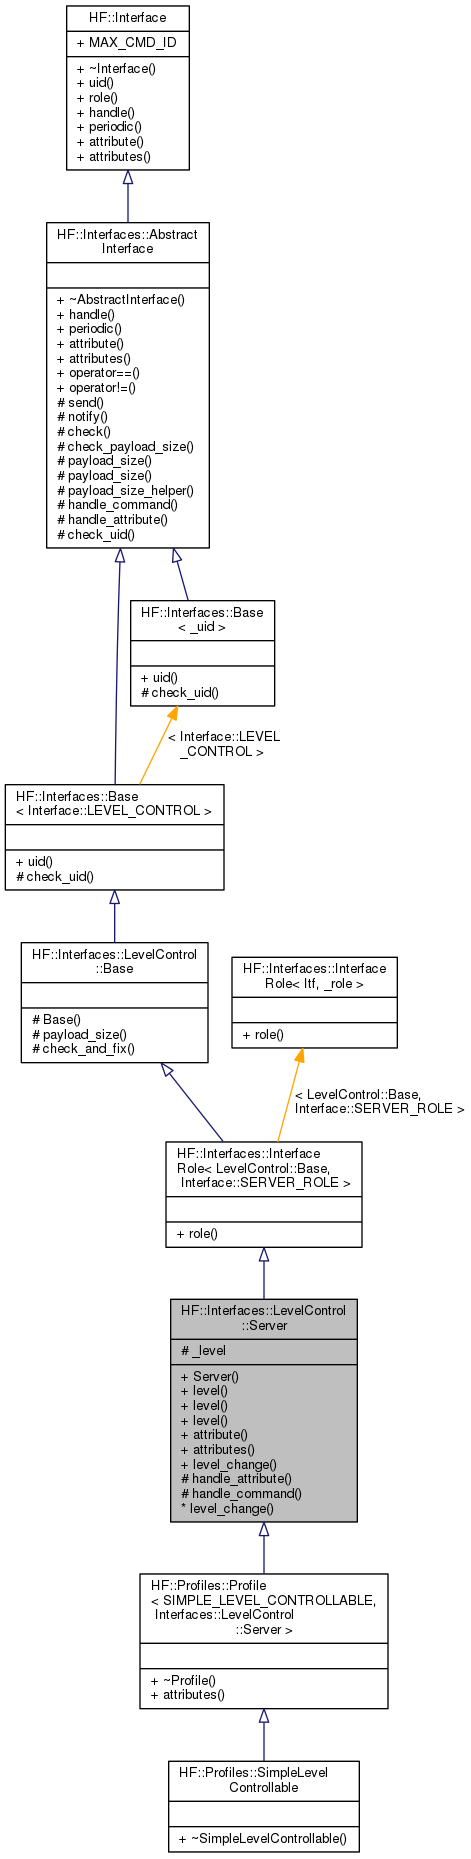 HF::Interface
+ MAX_CMD_ID
+ ~Interface()
+ uid()
+ role()
+ handle()
+ periodic()
+ attribute()
+ attributes()
HF::Interfaces::Abstract
Interface
+ ~AbstractInterface()
+ handle()
+ periodic()
+ attribute()
+ attributes()
+ operator==()
+ operator!=()
# send()
# notify()
# check()
# check_payload_size()
# payload_size()
# payload_size()
# payload_size_helper()
# handle_command()
# handle_attribute()
# check_uid()
HF::Interfaces::Base
< _uid >
+ uid()
# check_uid()
< Interface::LEVEL
_CONTROL >
HF::Interfaces::Base
< Interface::LEVEL_CONTROL >
+ uid()
# check_uid()
HF::Interfaces::LevelControl
::Base
# Base()
# payload_size()
# check_and_fix()
HF::Interfaces::Interface
Role< Itf, _role >
+ role()
< LevelControl::Base,
Interface::SERVER_ROLE >
HF::Interfaces::Interface
Role< LevelControl::Base,
Interface::SERVER_ROLE >
+ role()
HF::Interfaces::LevelControl
::Server
# _level
+ Server()
+ level()
+ level()
+ level()
+ attribute()
+ attributes()
+ level_change()
# handle_attribute()
# handle_command()
* level_change()
HF::Profiles::Profile
< SIMPLE_LEVEL_CONTROLLABLE,
Interfaces::LevelControl
::Server >
+ ~Profile()
+ attributes()
HF::Profiles::SimpleLevel
Controllable
+ ~SimpleLevelControllable()